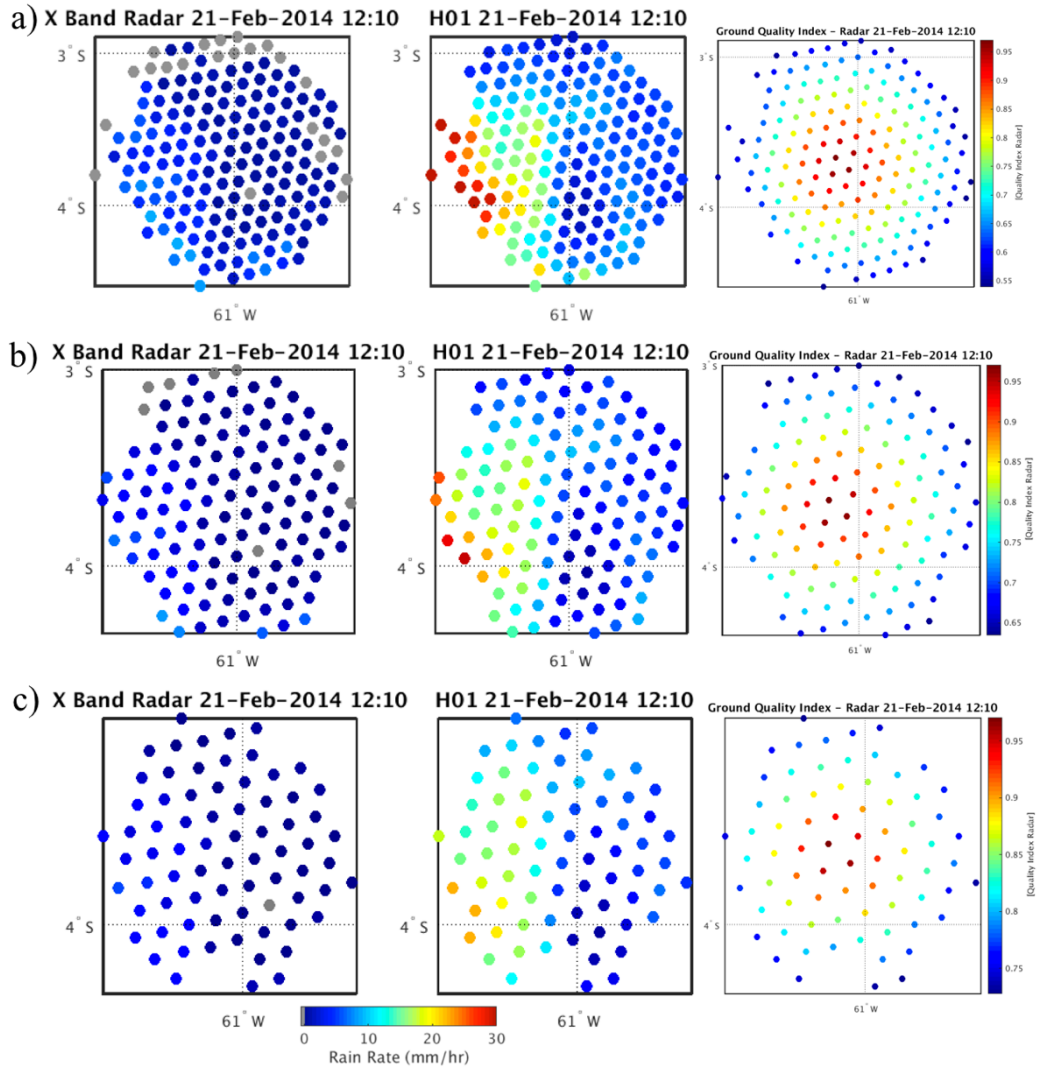 a) X Band Radar 21-Feb-2014 12:10 H01 21-Feb-2014 12:10 Ground Quality Index - Radar 21-Feb-2014 12:10
3° S
4° S 4° S
3° S
4° S
61° W 61° W 61° W
0.95
0.9
0.85
0.8
0.75
0.7
0.65
0.6
0.55
|Quality Index Radar]
b) X Band Radar 21-Feb-2014 12:10 H01 21-Feb-2014 12:10 Ground Quality Index - Radar 21-Feb-2014 12:10
3° S 3° S
4° S 4° S 4° S
61° W 61° W 61° W
0.95
0.9
0.85
0.8
0.75
0.7
0.65
|Quality Index Radar]
c) X Band Radar 21-Feb-2014 12:10 H01 21-Feb-2014 12:10 Ground Quality Index - Radar 21-Feb-2014 12:10
4° S 4° S 4° S
61° W 61° W 61° W
0.95
0.9
0.85
0.8
0.75
|Quality Index Radar]
0 10 20 30
Rain Rate (mm/hr)